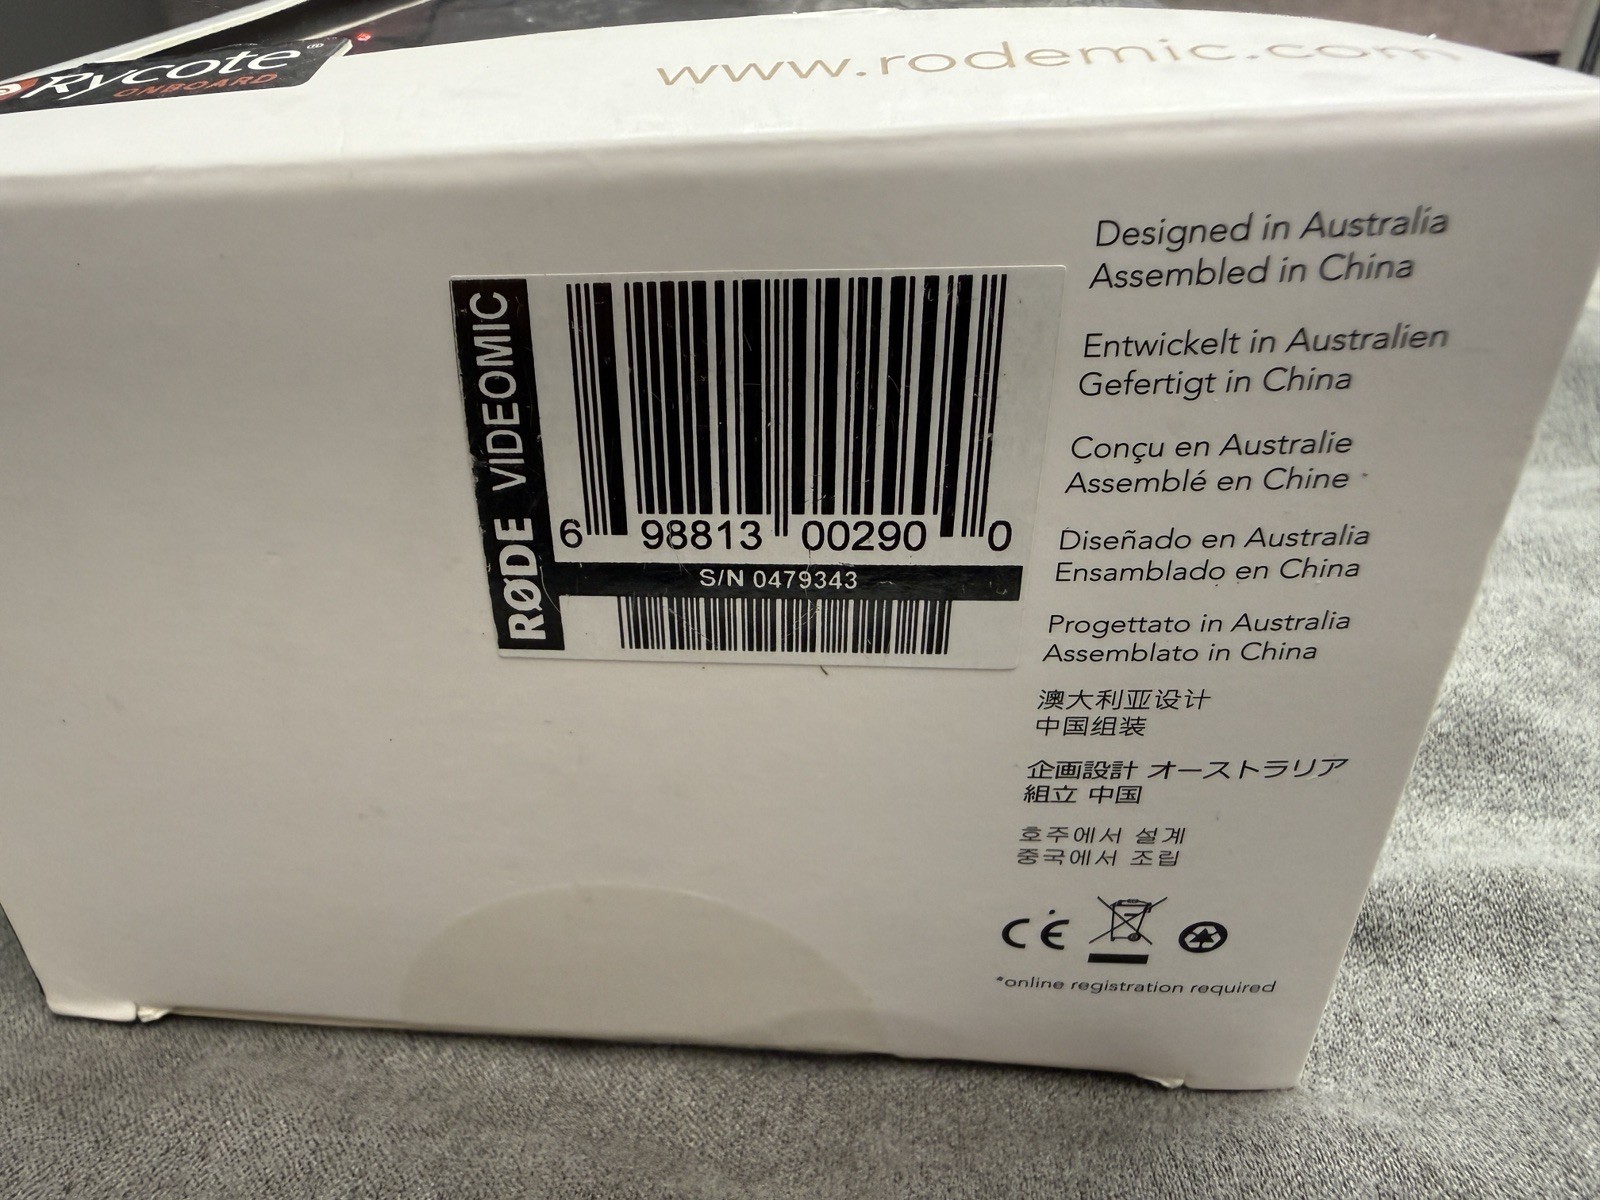 Rycote®
ONBOARD
www.rodemic.com
RØDE VIDEOMIC
6 98813 00290 0
S/N 0479343
Designed in Australia
Assembled in China
Entwickelt in Australien
Gefertigt in China
Conçu en Australie
Assemblé en Chine
Diseñado en Australia
Ensamblado en China
Progettato in Australia
Assemblato in China
澳大利亚设计
中国组装
企画設計 オーストラリア
組立 中国
호주에서 설계
중국에서 조립
CE
*online registration required